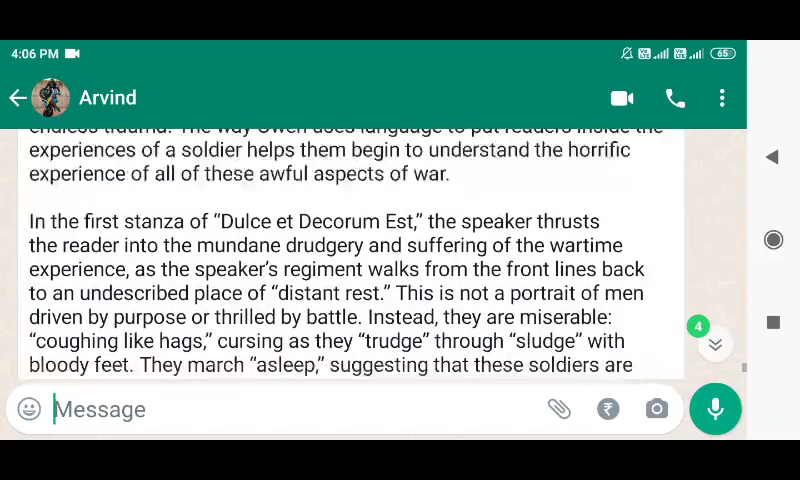 4:06 PM
65
Arvind
endless trauma. The way Owen uses language to put readers inside the
experiences of a soldier helps them begin to understand the horrific
experience of all of these awful aspects of war.
In the first stanza of “Dulce et Decorum Est,” the speaker thrusts
the reader into the mundane drudgery and suffering of the wartime
experience, as the speaker’s regiment walks from the front lines back
to an undescribed place of “distant rest.” This is not a portrait of men
driven by purpose or thrilled by battle. Instead, they are miserable:
“coughing like hags,” cursing as they “trudge” through “sludge” with
bloody feet. They march “asleep,” suggesting that these soldiers are
4
Message
₹